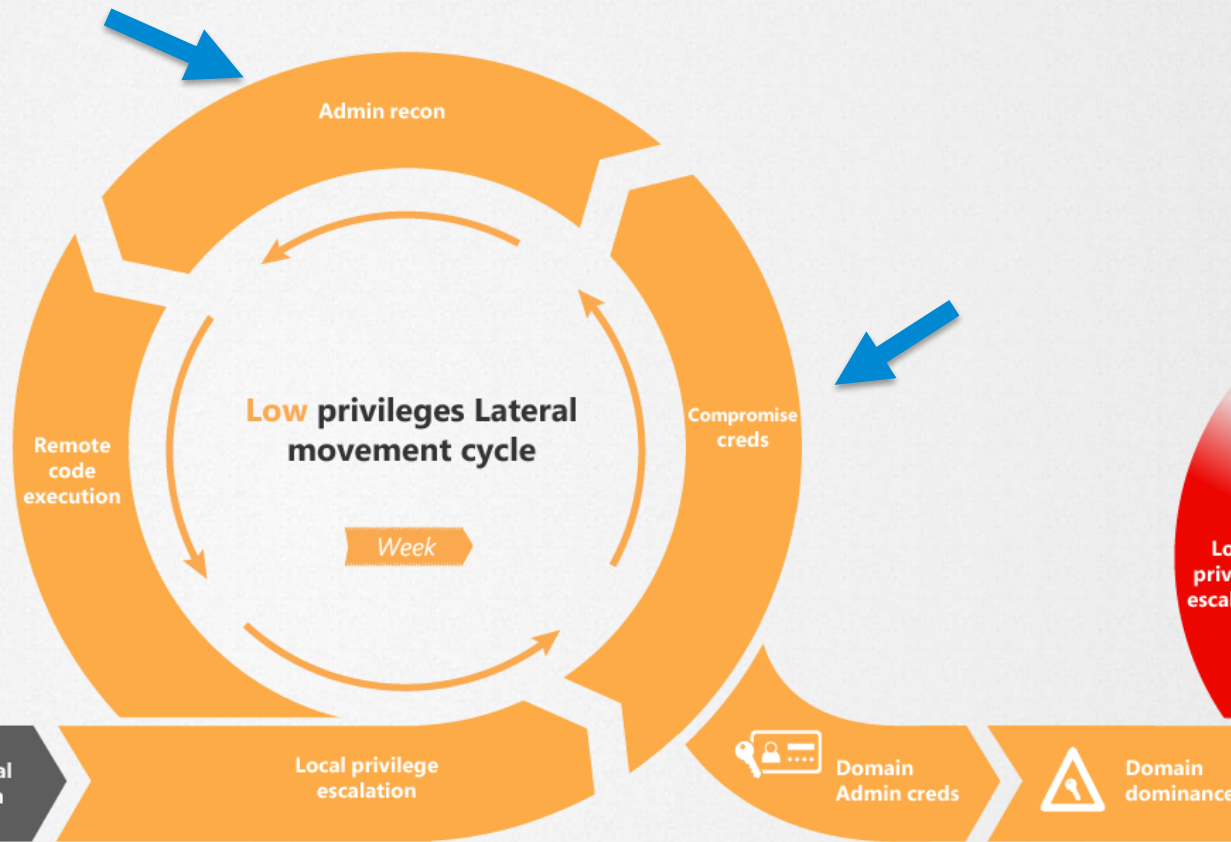 Admin recon
Compromise
creds
Low privileges Lateral
movement cycle
Remote
code
execution
Week
Local privilege
escalation
Domain
Admin creds
Domain
dominance